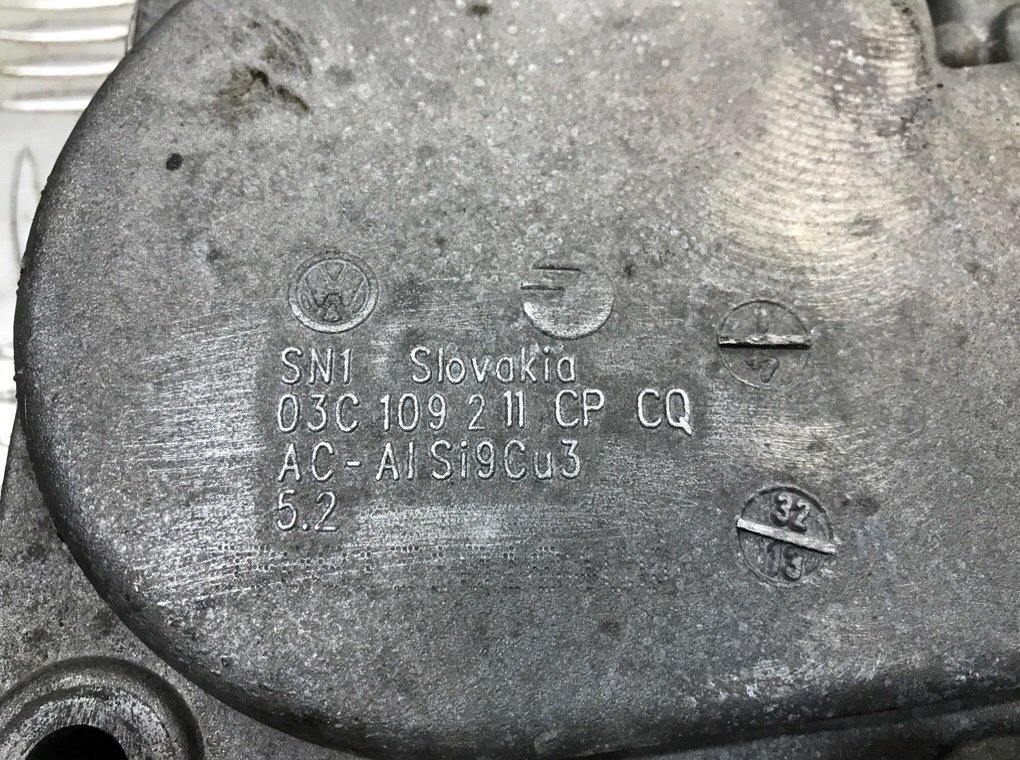 SN1 Slovakia
03C 109 211 CP CQ
AC-AlSi9Cu3
5.2
32
13